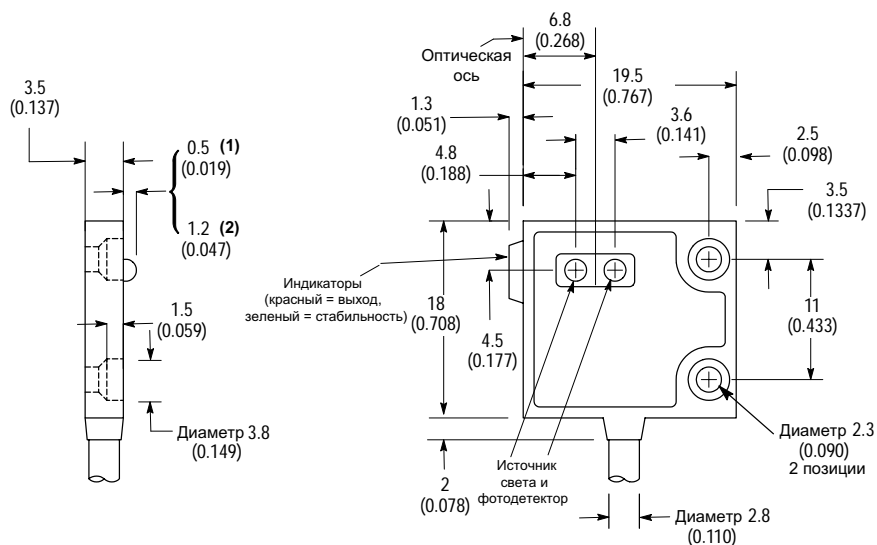 6.8
(0.268)
Оптическая
ось
19.5
(0.767)
3.5
(0.137)
1.3
(0.051)
3.6
(0.141)
2.5
(0.098)
0.5 (1)
(0.019)
4.8
(0.188)
3.5
(0.1337)
1.2 (2)
(0.047)
Индикаторы
(красный = выход,
зеленый = стабильность)
18
(0.708)
11
(0.433)
1.5
(0.059)
4.5
(0.177)
Диаметр 3.8
(0.149)
Диаметр 2.3
(0.090)
2 позиции
Источник
света и
фотодетектор
2
(0.078)
Диаметр 2.8
(0.110)